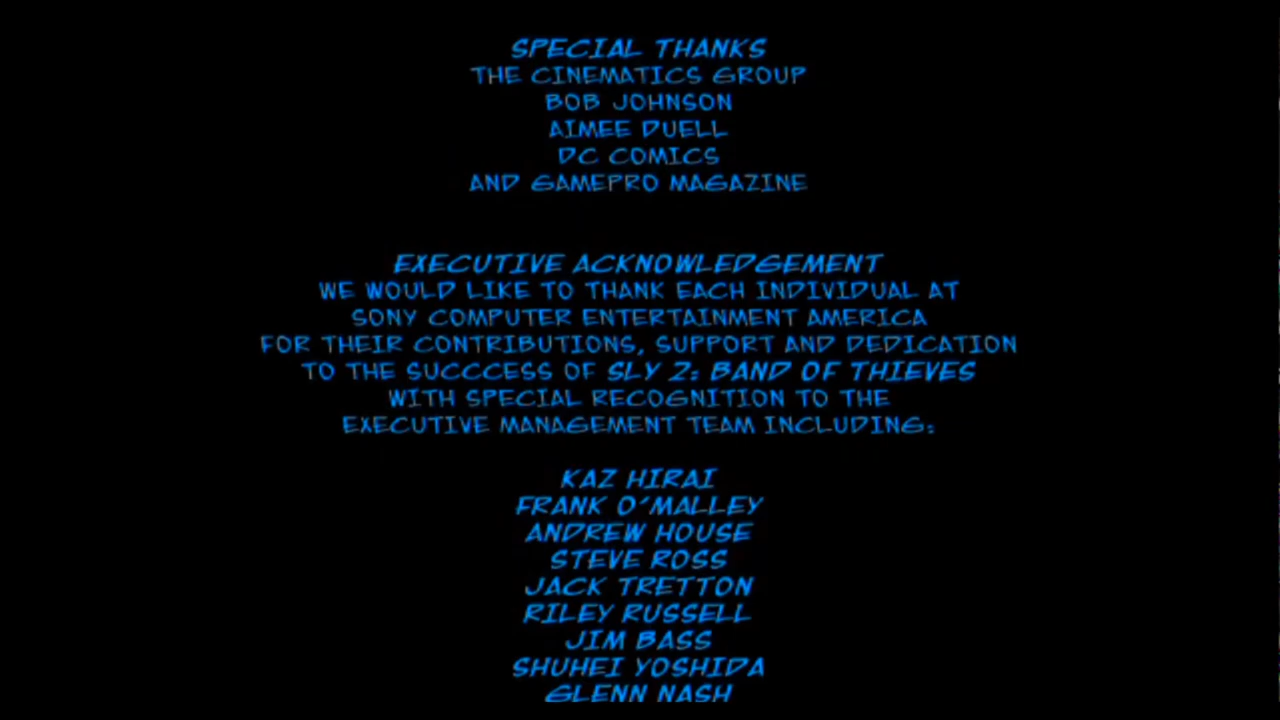 SPECIAL THANKS
THE CINEMATICS GROUP
BOB JOHNSON
AIMEE DUELL
DC COMICS
AND GAMEPRO MAGAZINE
EXECUTIVE ACKNOWLEDGEMENT
WE WOULD LIKE TO THANK EACH INDIVIDUAL AT
SONY COMPUTER ENTERTAINMENT AMERICA
FOR THEIR CONTRIBUTIONS, SUPPORT AND DEDICATION
TO THE SUCCCESS OF SLY 2: BAND OF THIEVES
WITH SPECIAL RECOGNITION TO THE
EXECUTIVE MANAGEMENT TEAM INCLUDING:
KAZ HIRAI
FRANK O'MALLEY
ANDREW HOUSE
STEVE ROSS
JACK TRETTON
RILEY RUSSELL
JIM BASS
SHUHEI YOSHIDA
GLENN NASH